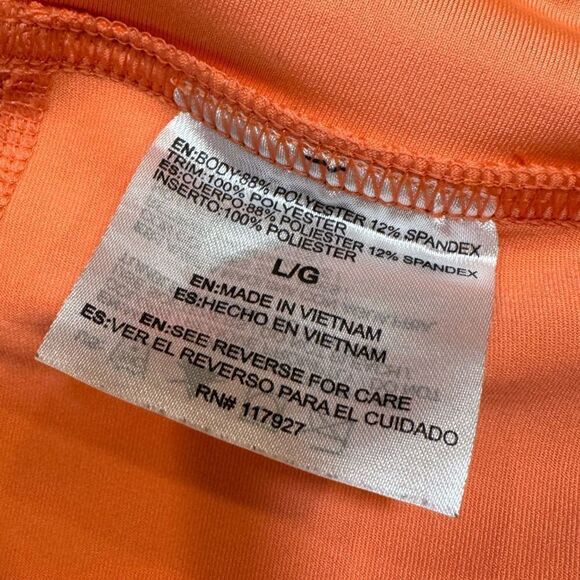 EN:BODY:88% POLYESTER 12% SPANDEX
TRIM:100% POLYESTER
ES:CUERPO:88% POLIESTER 12% SPANDEX
INSERTO:100% POLIESTER
L/G
EN:MADE IN VIETNAM
ES:HECHO EN VIETNAM
EN:SEE REVERSE FOR CARE
ES:VER EL REVERSO PARA EL CUIDADO
RN# 117927